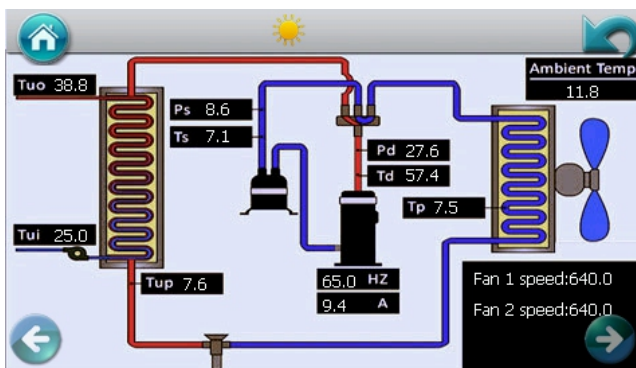 Ambient Temp
11.8
Tuo 38.8
Ps 8.6
Ts 7.1
Pd 27.6
Td 57.4
Tp 7.5
Tui 25.0
Tup 7.6
65.0 HZ
9.4 A
Fan 1 speed:640.0
Fan 2 speed:640.0